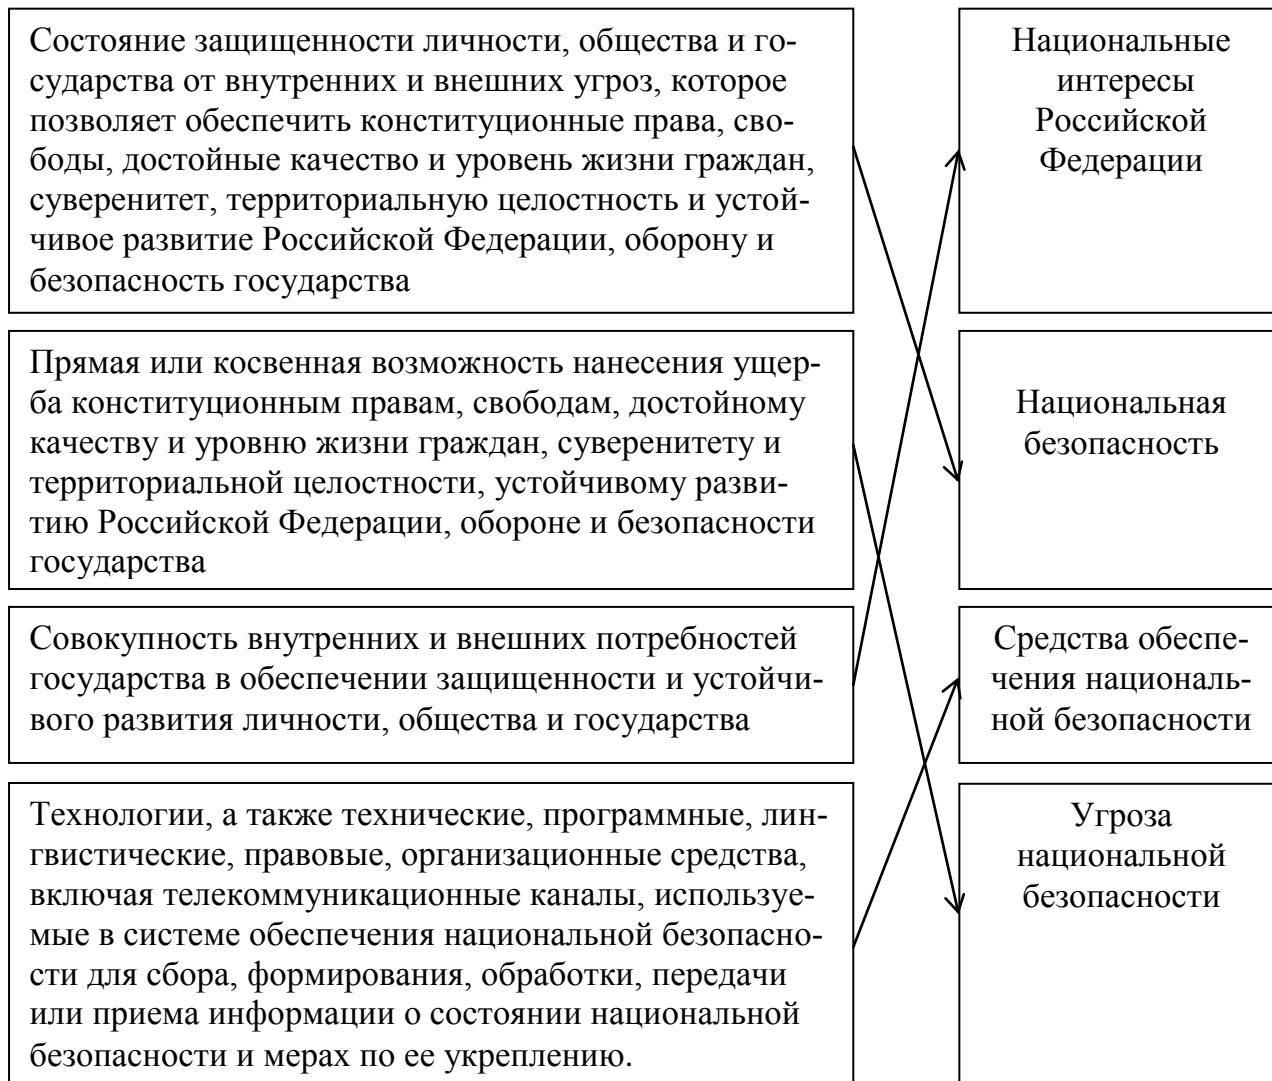 Состояние защищенности личности, общества и го-
сударства от внутренних и внешних угроз, которое
позволяет обеспечить конституционные права, сво-
боды, достойные качество и уровень жизни граждан,
суверенитет, территориальную целостность и устой-
чивое развитие Российской Федерации, оборону и
безопасность государства
Национальные
интересы
Российской
Федерации
Прямая или косвенная возможность нанесения ущер-
ба конституционным правам, свободам, достойному
качеству и уровню жизни граждан, суверенитету и
территориальной целостности, устойчивому разви-
тию Российской Федерации, обороне и безопасности
государства
Национальная
безопасность
Совокупность внутренних и внешних потребностей
государства в обеспечении защищенности и устойчи-
вого развития личности, общества и государства
Средства обеспе-
чения националь-
ной безопасности
Технологии, а также технические, программные, лин-
гвистические, правовые, организационные средства,
включая телекоммуникационные каналы, используе-
мые в системе обеспечения национальной безопасно-
сти для сбора, формирования, обработки, передачи
или приема информации о состоянии национальной
безопасности и мерах по ее укреплению.
Угроза
национальной
безопасности